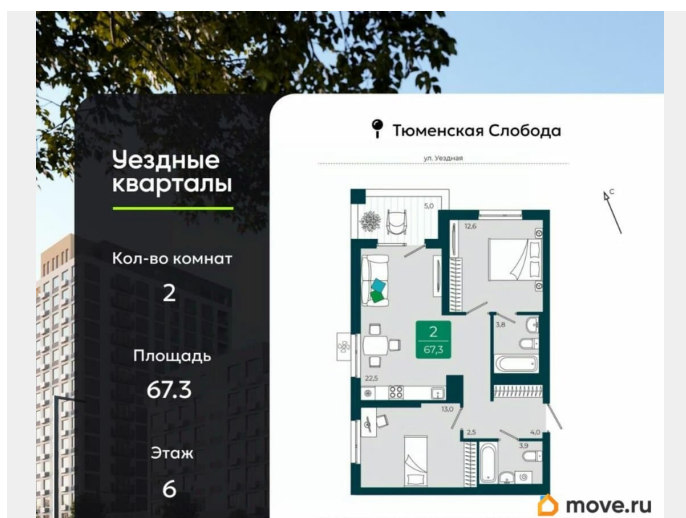 Уездные
кварталы
Кол-во комнат
2
Площадь
67.3
Этаж
6
Тюменская Слобода
ул. Уездная
С
5,0
12,6
2
67,3
3,8
22,5
13,0
2,5
4,0
3,9
move.ru